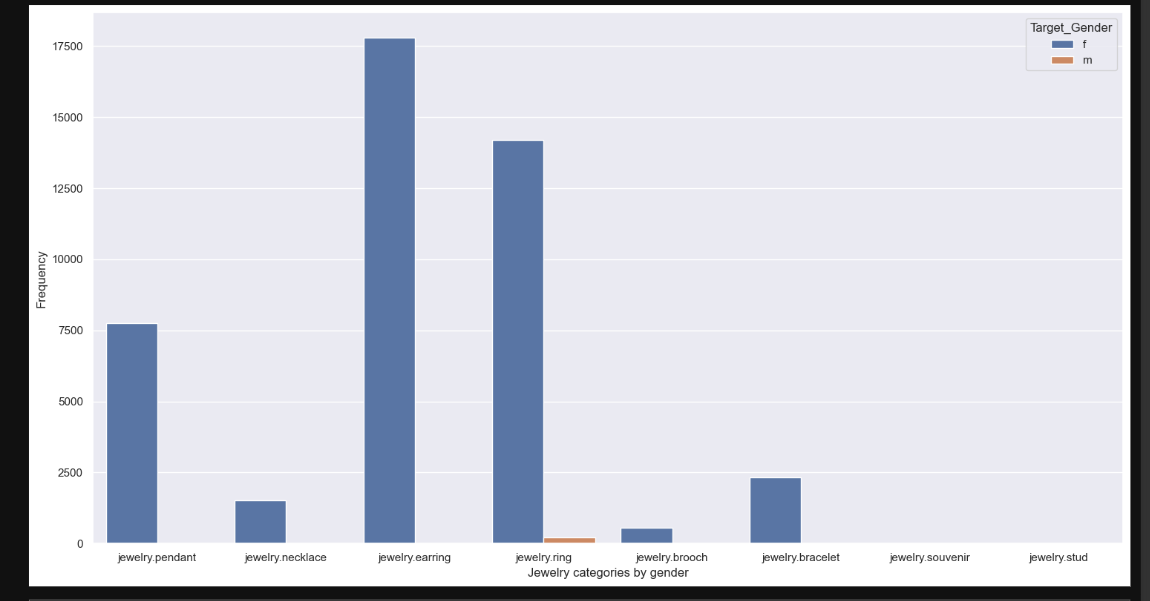 Target_Gender
f
m
17500
15000
12500
10000
7500
5000
2500
0
Frequency
jewelry.pendant jewelry.necklace jewelry.earring jewelry.ring jewelry.brooch jewelry.bracelet jewelry.souvenir jewelry.stud
Jewelry categories by gender